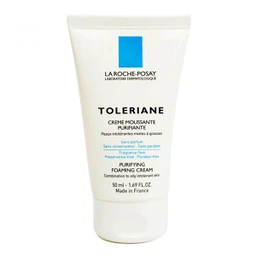 LA ROCHE-POSAY
LABORATOIRE DERMATOLOGIQUE
TOLERIANE
CREME MOUSSANTE
PURIFIANTE
Peaux intolérantes mixtes à grasses
Sans parfum
Sans conservateur - Sans paraben
Fragrance-free
Preservative-free - Paraben-free
PURIFYING
FOAMING CREAM
Combination to oily intolerant skin
50 ml - 1.69 FL.OZ.
Made in France